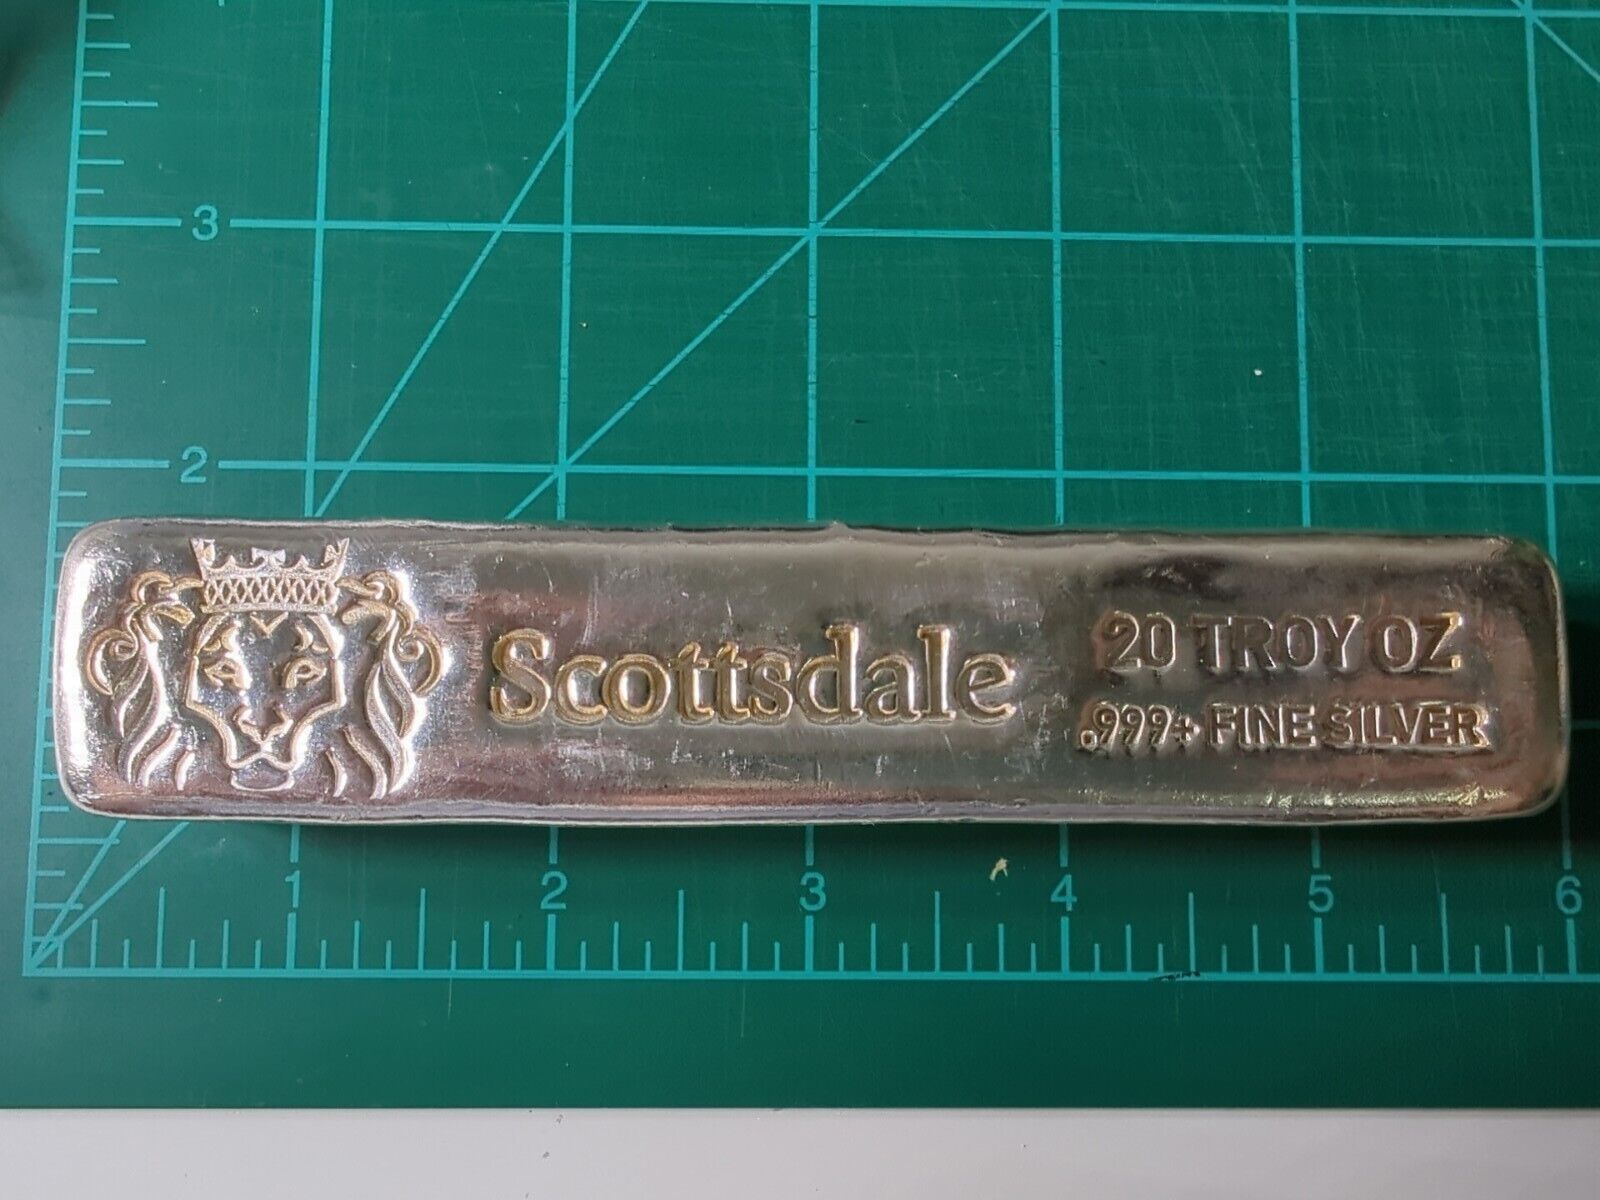 3
2
Scottsdale
20 TROY OZ
.999+ FINE SILVER
1 2 3 4 5 6